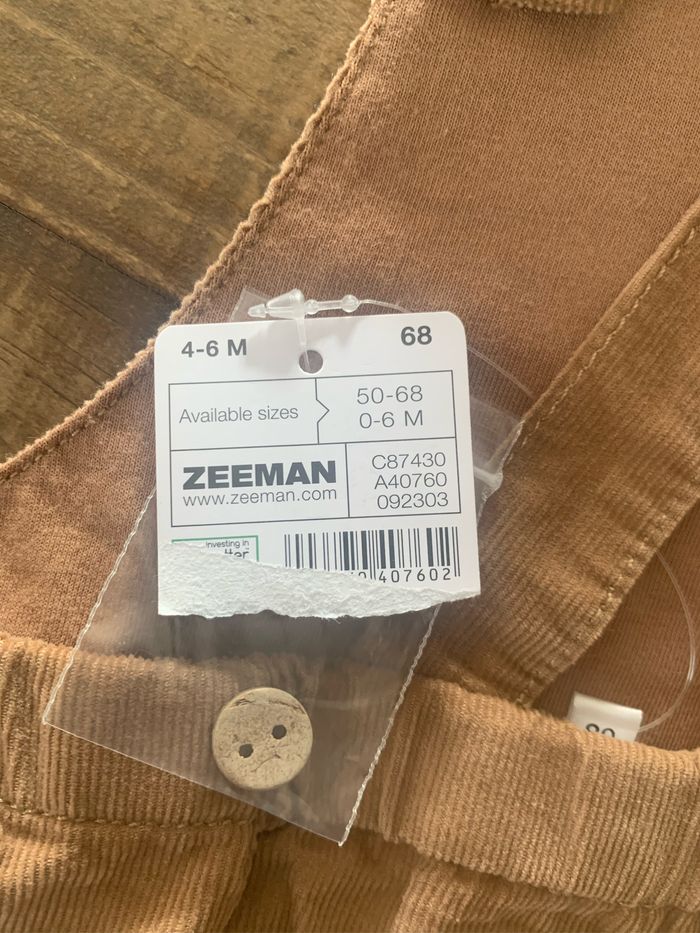 4-6 M 68
Available sizes
50-68
0-6 M
ZEEMAN
www.zeeman.com
C87430
A40760
092303
investing in
407602